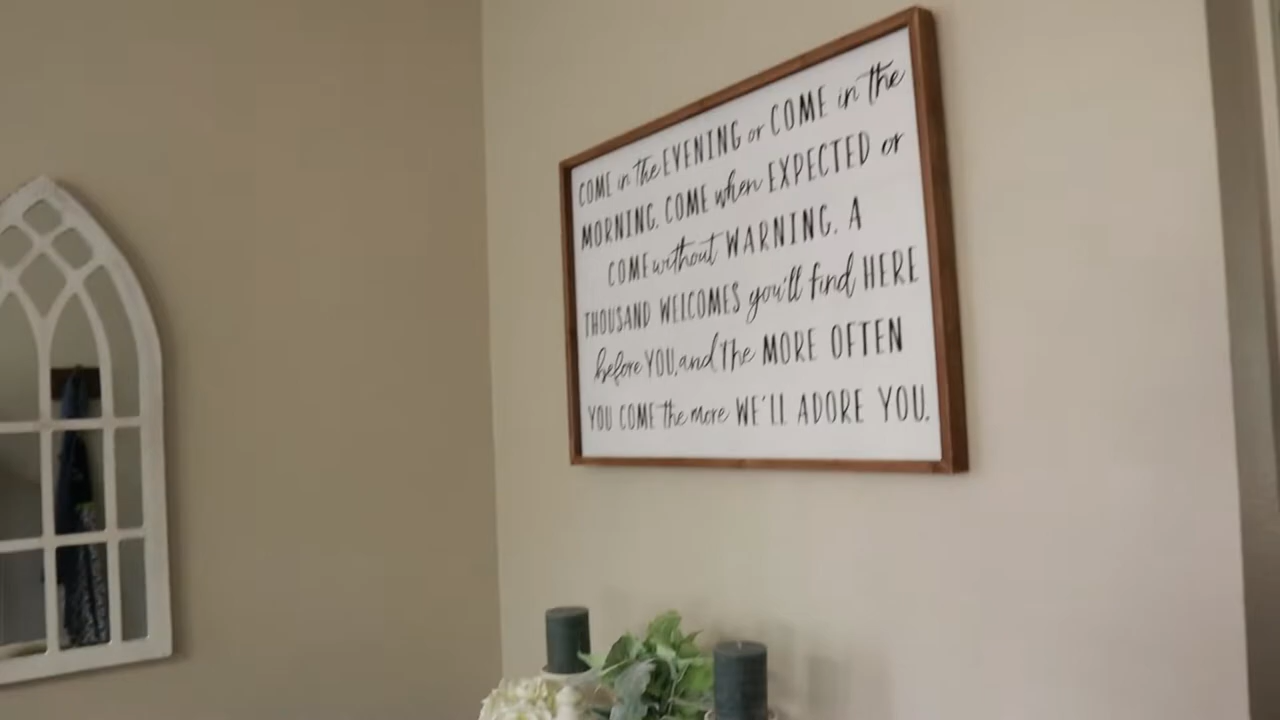 COME in the EVENING or COME in the
MORNING, COME when EXPECTED or
COME without WARNING. A
THOUSAND WELCOMES you'll find HERE
before YOU, and the MORE OFTEN
YOU COME the more WE'LL ADORE YOU.